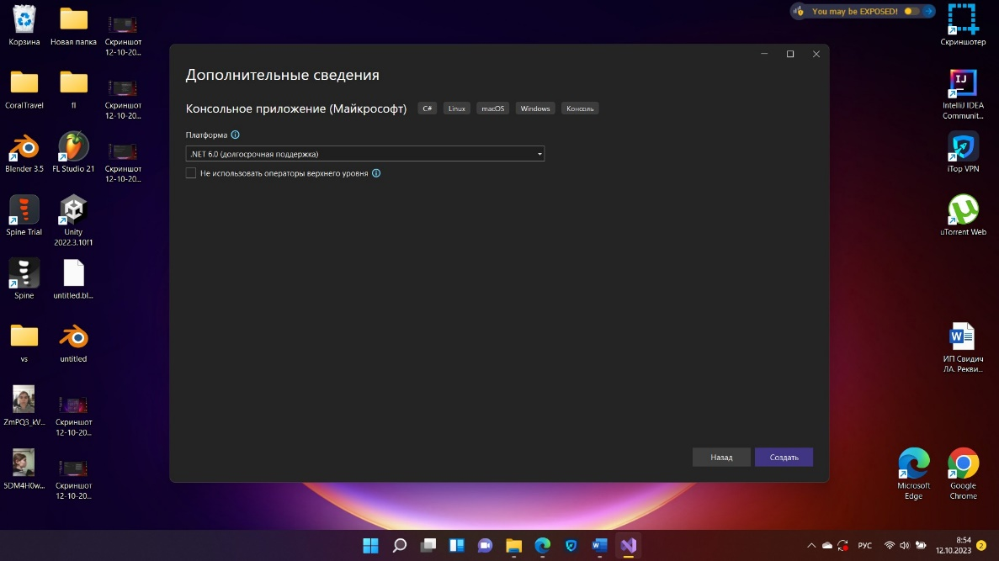 You may be EXPOSED!
Корзина
Новая папка
Скриншот
12-10-20...
Скриншотер
Дополнительные сведения
Консольное приложение (Майкрософт)
C#
Linux
macOS
Windows
Консоль
Платформа
.NET 6.0 (долгосрочная поддержка)
Не использовать операторы верхнего уровня
Назад
Создать
CoralTravel
fl
Скриншот
12-10-20...
Blender 3.5
FL Studio 21
Скриншот
12-10-20...
Spine Trial
Unity
2022.3.10f1
Spine
untitled.bl...
vs
untitled
ZmPQ3_kV...
Скриншот
12-10-20...
5DM4H0w...
Скриншот
12-10-20...
IJ
IntelliJ IDEA
Communit...
iTop VPN
uTorrent Web
ИП Свидич
Л.А. Рекви...
Microsoft
Edge
Google
Chrome
РУС
8:54
12.10.2023
2